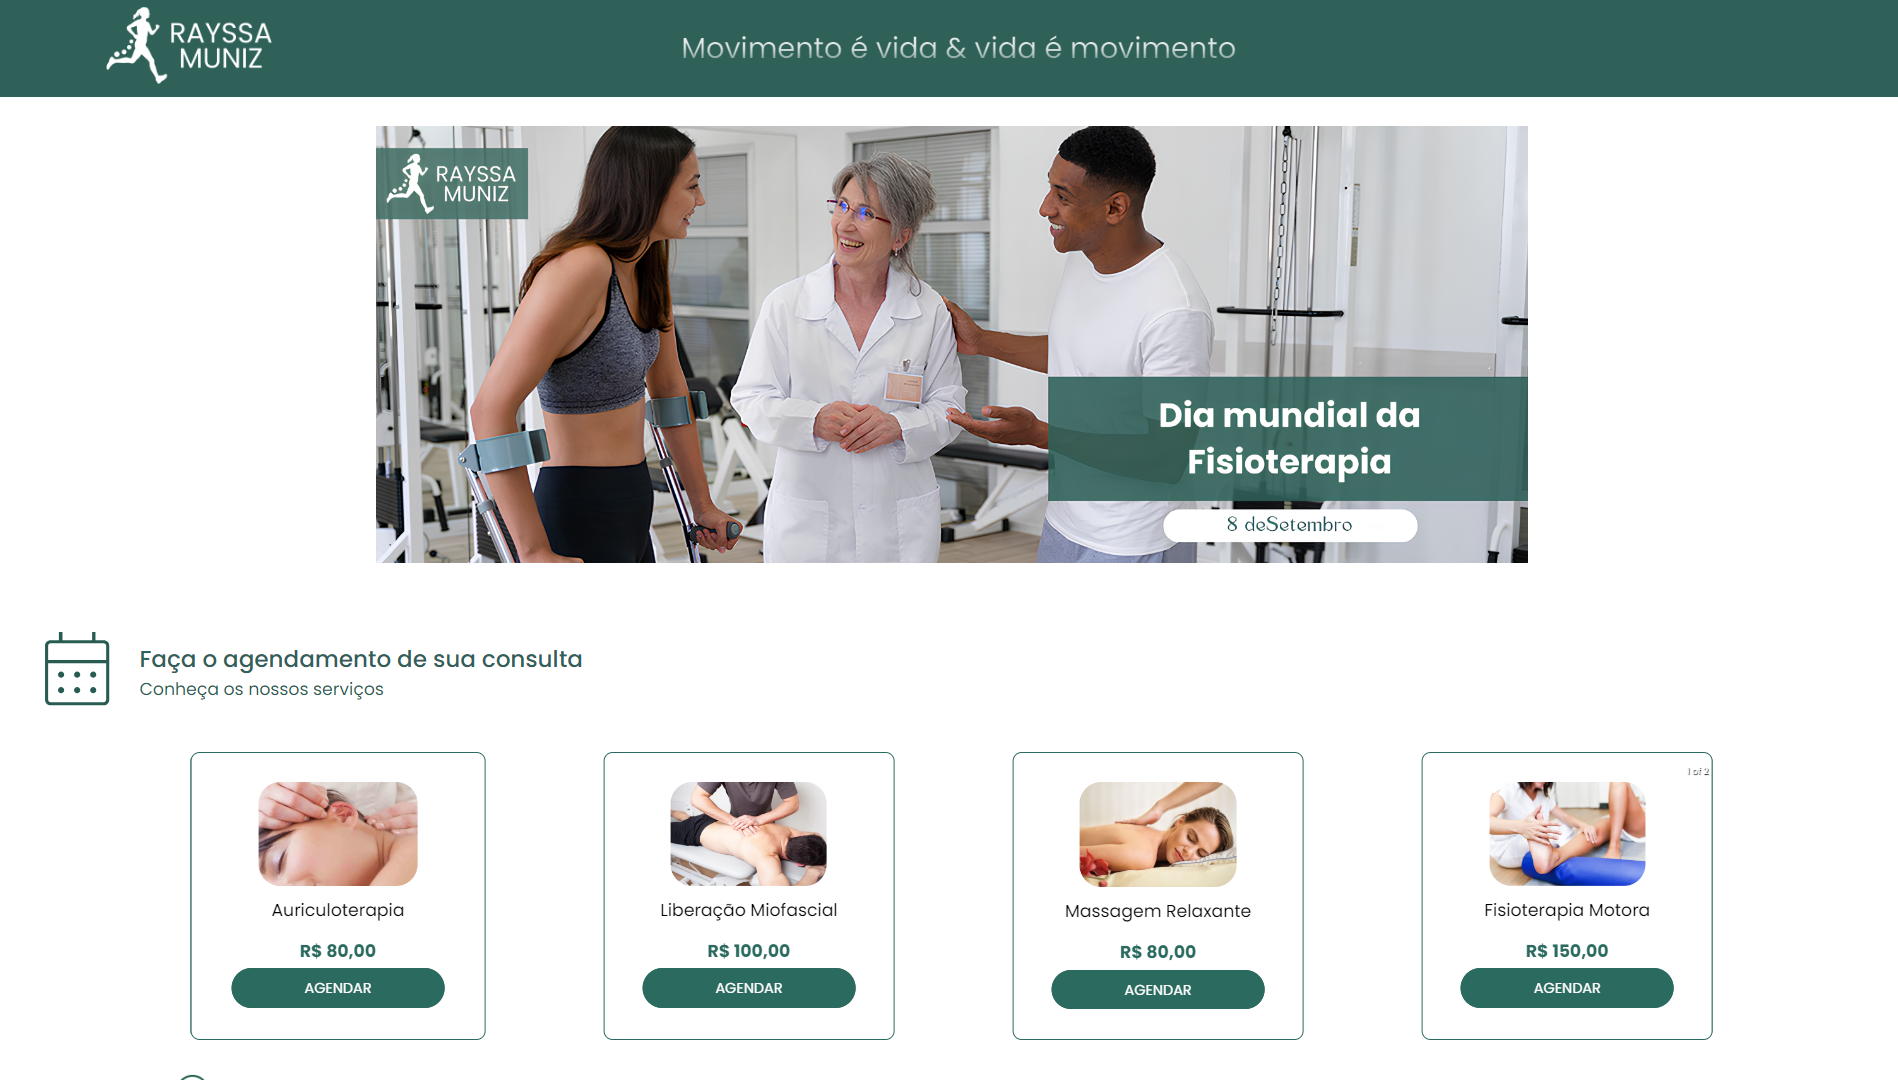 RAYSSA
MUNIZ
Movimento é vida & vida é movimento
RAYSSA
MUNIZ
Dia mundial da
Fisioterapia
8 deSetembro
Faça o agendamento de sua consulta
Conheça os nossos serviços
1 of 2
Auriculoterapia
R$ 80,00
AGENDAR
Liberação Miofascial
R$ 100,00
AGENDAR
Massagem Relaxante
R$ 80,00
AGENDAR
Fisioterapia Motora
R$ 150,00
AGENDAR